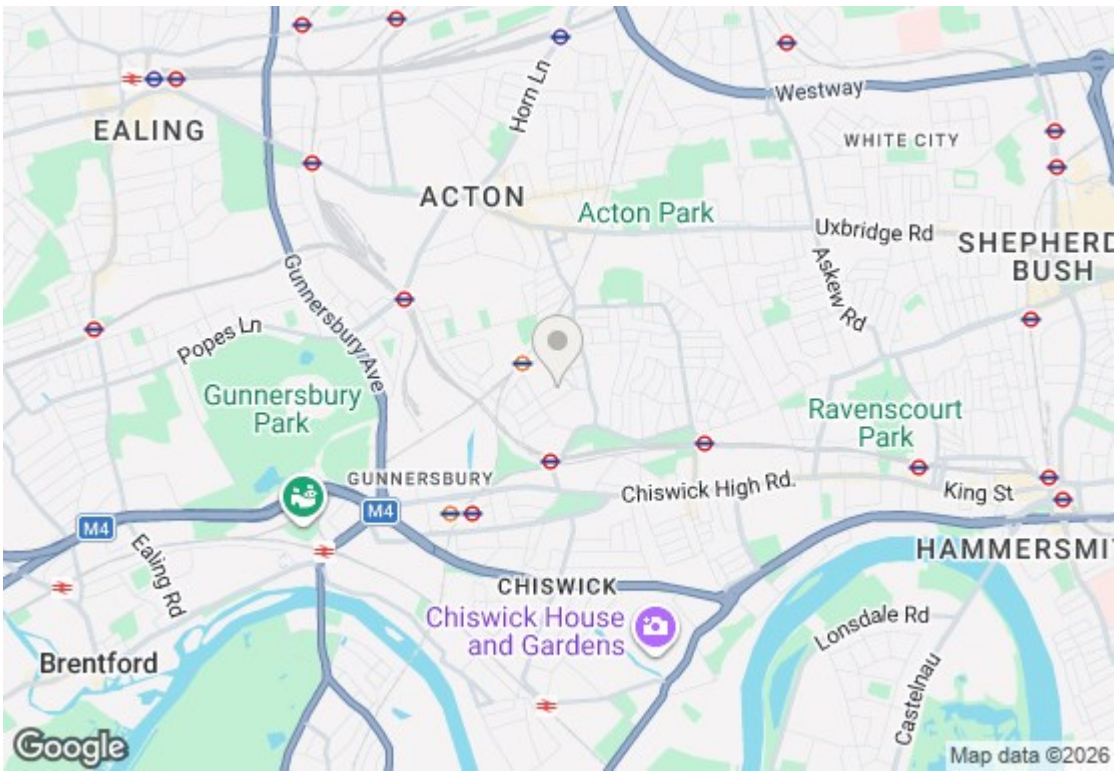 Horn Ln
Westway
EALING
WHITE CITY
ACTON
Acton Park
Uxbridge Rd
SHEPHERD
BUSH
Askew Rd
Gunnersbury Ave
Popes Ln
Gunnersbury
Park
Ravenscourt
Park
GUNNERSBURY
Chiswick High Rd.
King St
M4
M4
Ealing Rd
HAMMERSMI
CHISWICK
Chiswick House
and Gardens
Lonsdale Rd
Brentford
Castelnau
Google
Map data ©2026